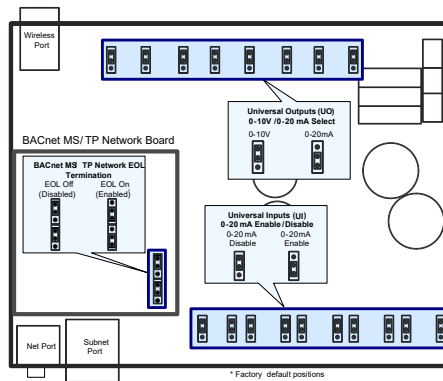 Wireless
Port
Universal Outputs (UO)
0-10V /0-20 mA Select
0-10V 0-20mA
BACnet MS/ TP Network Board
BACnet MS/ TP Network EOL
Termination
EOL Off EOL On
(Disabled) (Enabled)
Universal Inputs (UI)
0-20 mA Enable/Disable
0-20 mA 0-20 mA
Disable Enable
Net Port
Subnet
Port
* Factory default positions